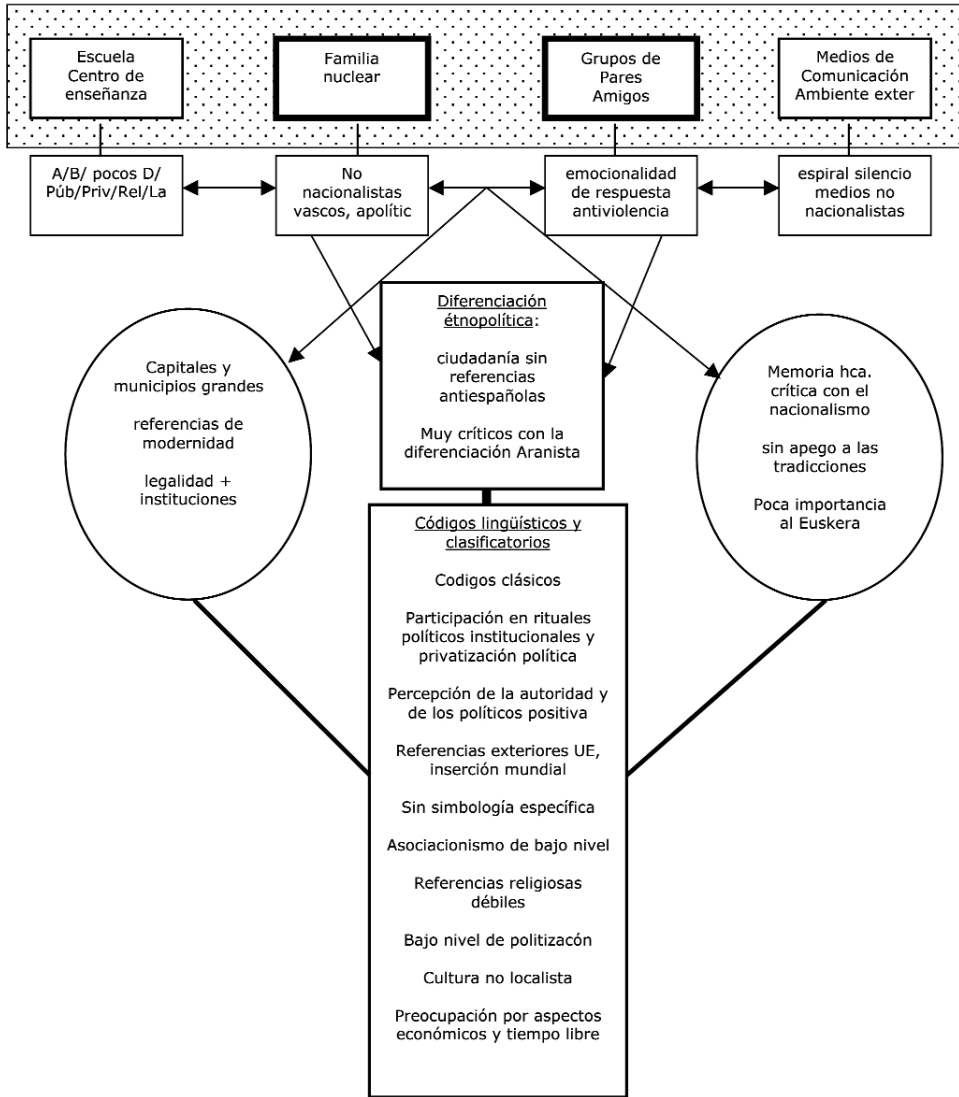 Escuela
Centro de
enseñanza
Familia
nuclear
Grupos de
Pares
Amigos
Medios de
Comunicación
Ambiente exter
A/B/ pocos D/
Púb/Priv/Rel/La
No
nacionalistas
vascos, apolític
emocionalidad
de respuesta
antiviolencia
espiral silencio
medios no
nacionalistas
Diferenciación
étnopolítica:
ciudadanía sin
referencias
antiespañolas
Muy críticos con la
diferenciación Aranista
Capitales y
municipios grandes
referencias de
modernidad
legalidad +
instituciones
Memoria hca.
crítica con el
nacionalismo
sin apego a las
tradicciones
Poca importancia
al Euskera
Códigos lingüísticos y
clasificatorios
Codigos clásicos
Participación en rituales
políticos institucionales y
privatización política
Percepción de la autoridad y
de los políticos positiva
Referencias exteriores UE,
inserción mundial
Sin simbología específica
Asociacionismo de bajo nivel
Referencias religiosas
débiles
Bajo nivel de politizacón
Cultura no localista
Preocupación por aspectos
económicos y tiempo libre